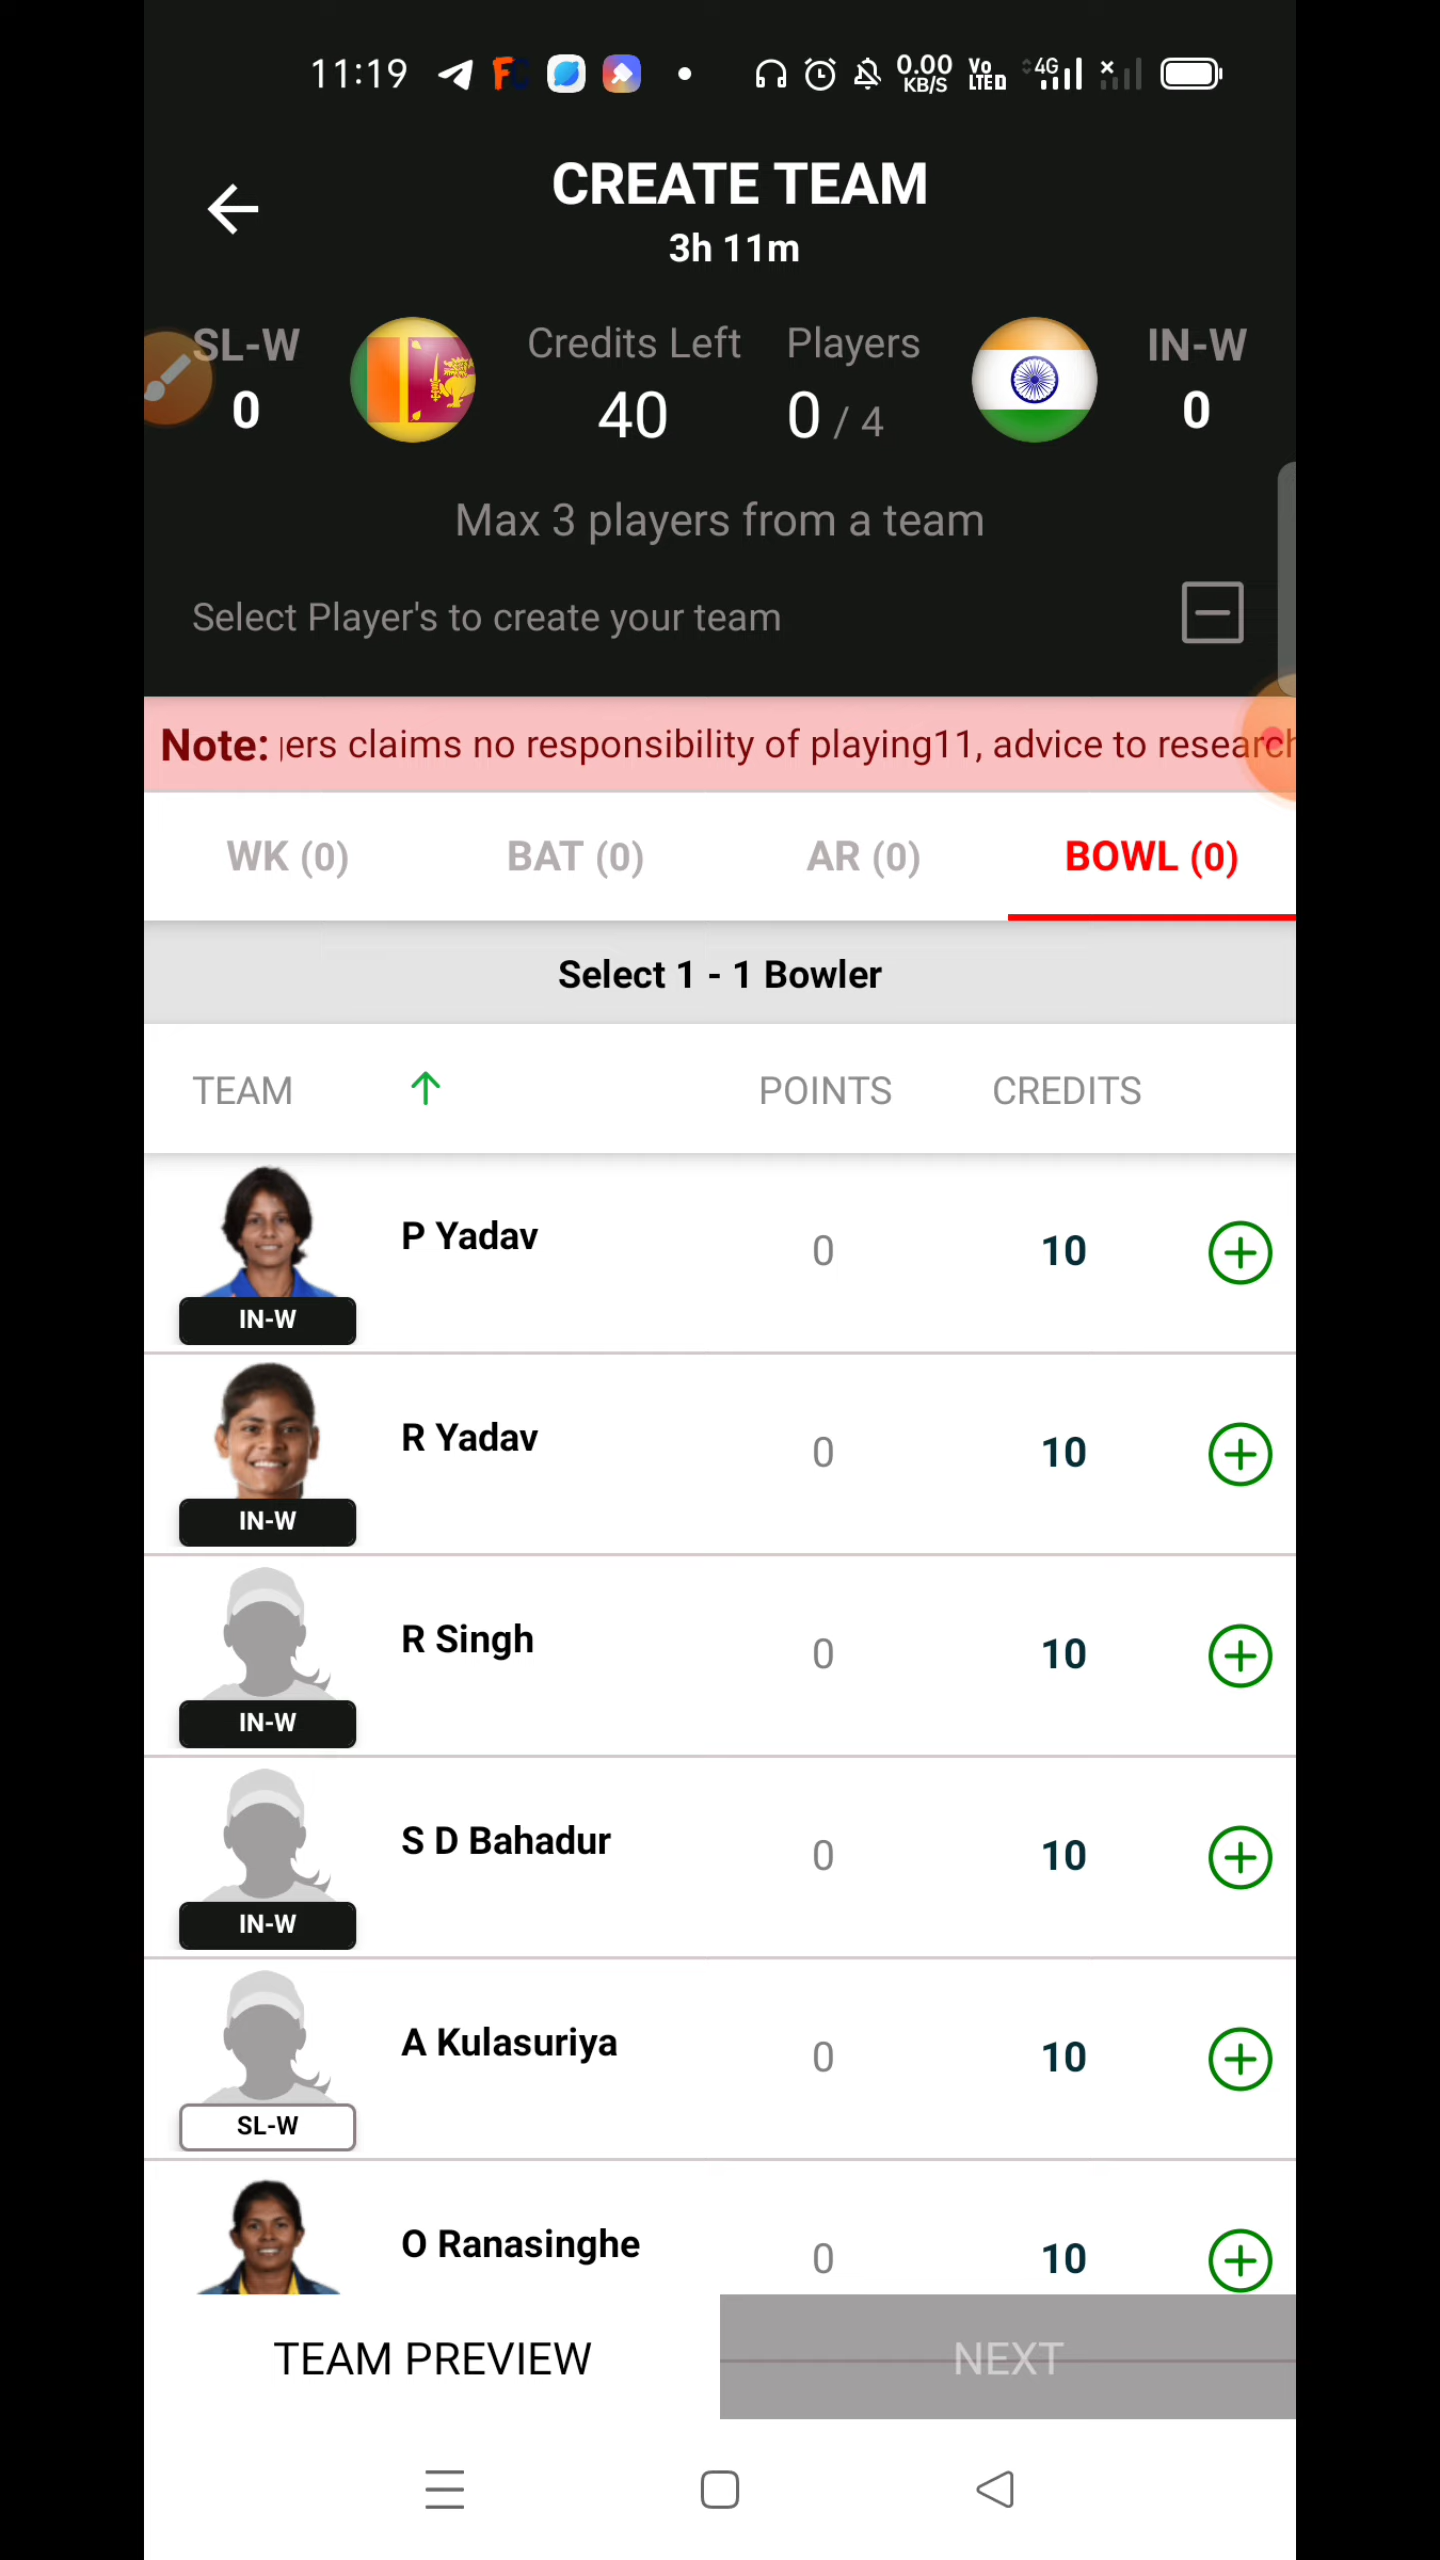 11:19 0.00 KB/S Vo LTED 4G
CREATE TEAM
3h 11m
SL-W Credits Left Players IN-W
0 40 0 / 4 0
Max 3 players from a team
Select Player's to create your team
Note: ers claims no responsibility of playing11, advice to research
WK (0) BAT (0) AR (0) BOWL (0)
Select 1 - 1 Bowler
TEAM POINTS CREDITS
P Yadav 0 10
IN-W
R Yadav 0 10
IN-W
R Singh 0 10
IN-W
S D Bahadur 0 10
IN-W
A Kulasuriya 0 10
SL-W
O Ranasinghe 0 10
TEAM PREVIEW NEXT